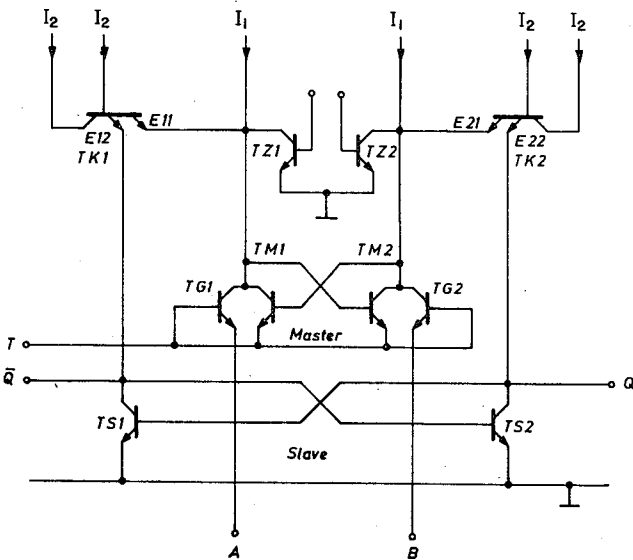 I₂ I₂ I₁ I₁ I₂ I₂
E11 E21
E12 TZ1 TZ2 E22
TK1 TK2
TM1 TM2
TG1 TG2
Master
T
Q̅ Q
TS1 TS2
Slave
A B